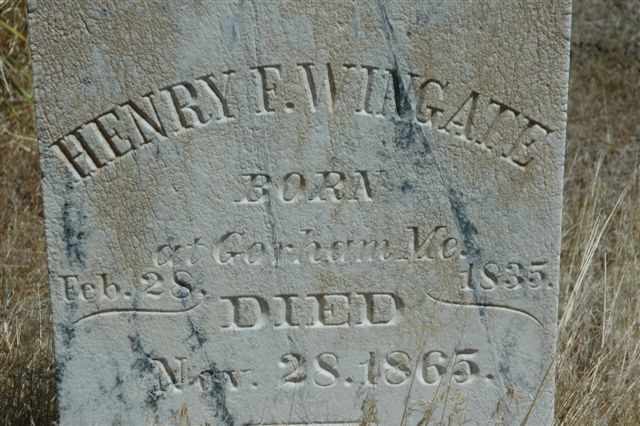 HENRY F. WINGATE
BORN
at Gorham Me.
Feb. 28. 1835.
DIED
Nov. 28. 1865.